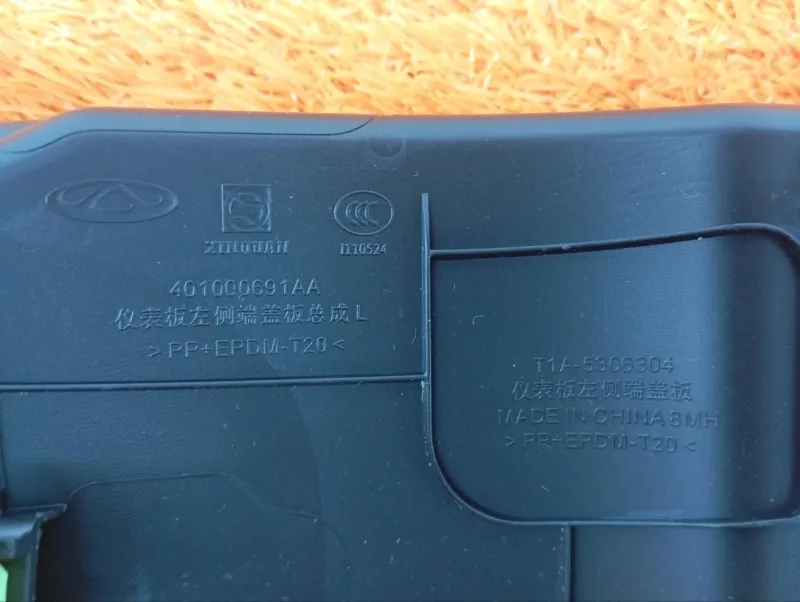 XINQUAN
I110524
401000691AA
仪表板左侧端盖板总成 L
> PP+EPDM-T20 <
T1A-5306304
仪表板左侧端盖板
MADE IN CHINA 8MH
> PP+EPDM-T20 <